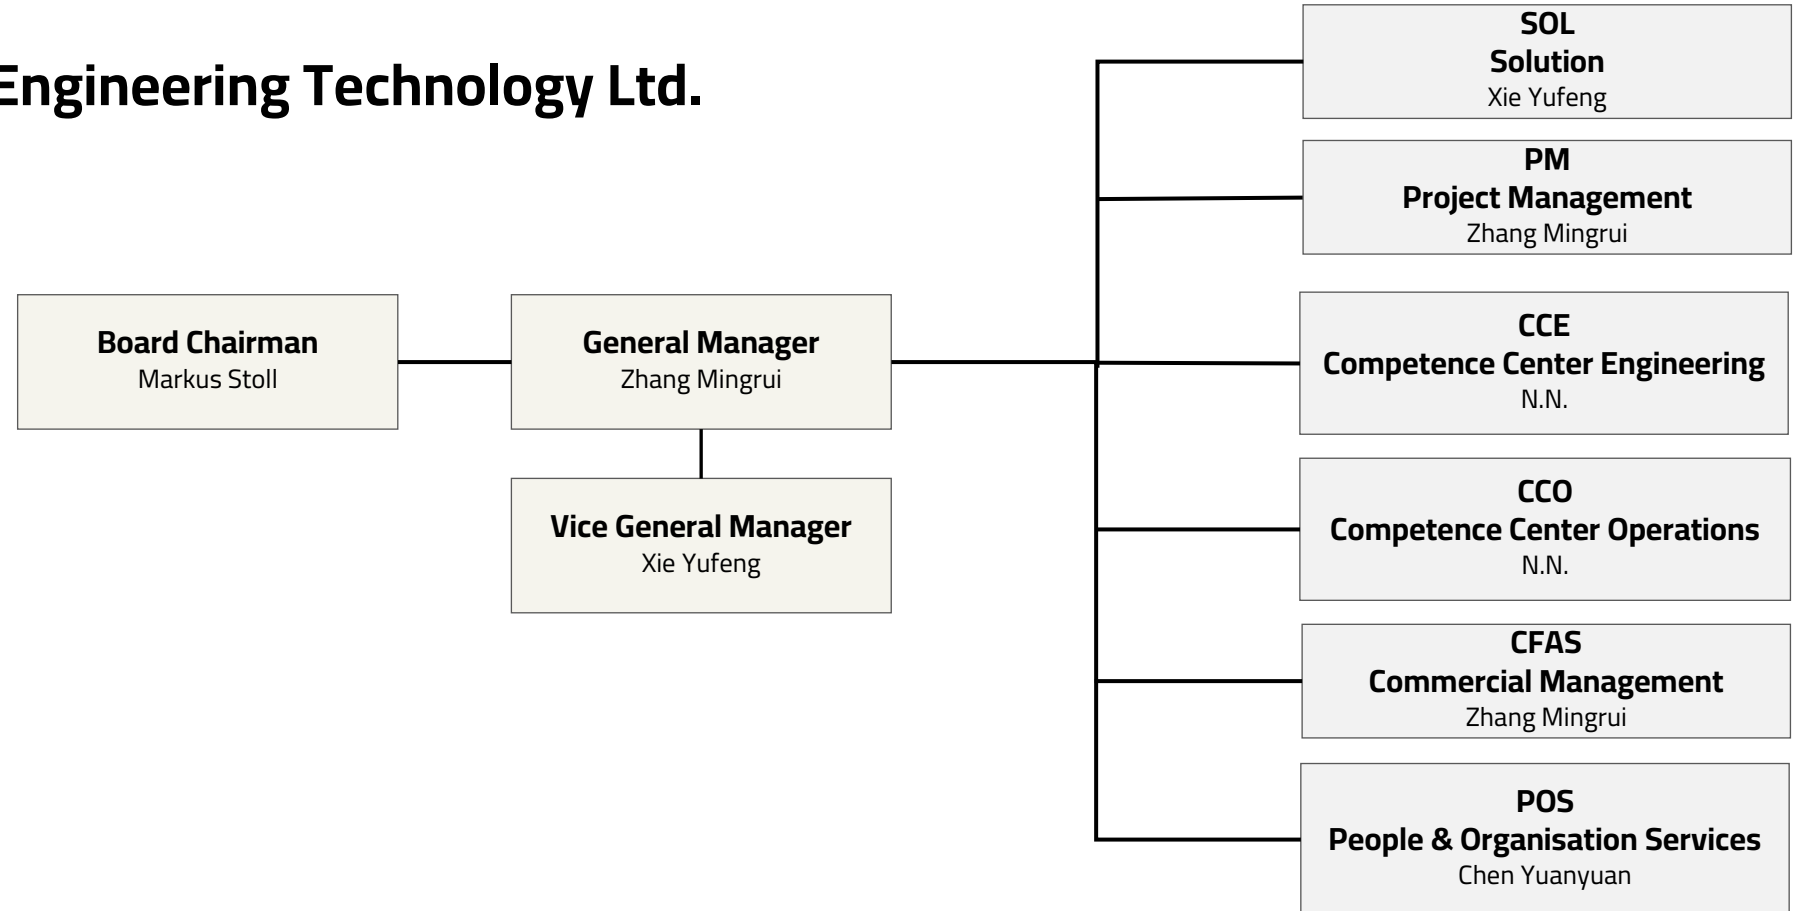 Engineering Technology Ltd.
Board Chairman
Markus Stoll
General Manager
Zhang Mingrui
Vice General Manager
Xie Yufeng
SOL
Solution
Xie Yufeng
PM
Project Management
Zhang Mingrui
CCE
Competence Center Engineering
N.N.
CCO
Competence Center Operations
N.N.
CFAS
Commercial Management
Zhang Mingrui
POS
People & Organisation Services
Chen Yuanyuan